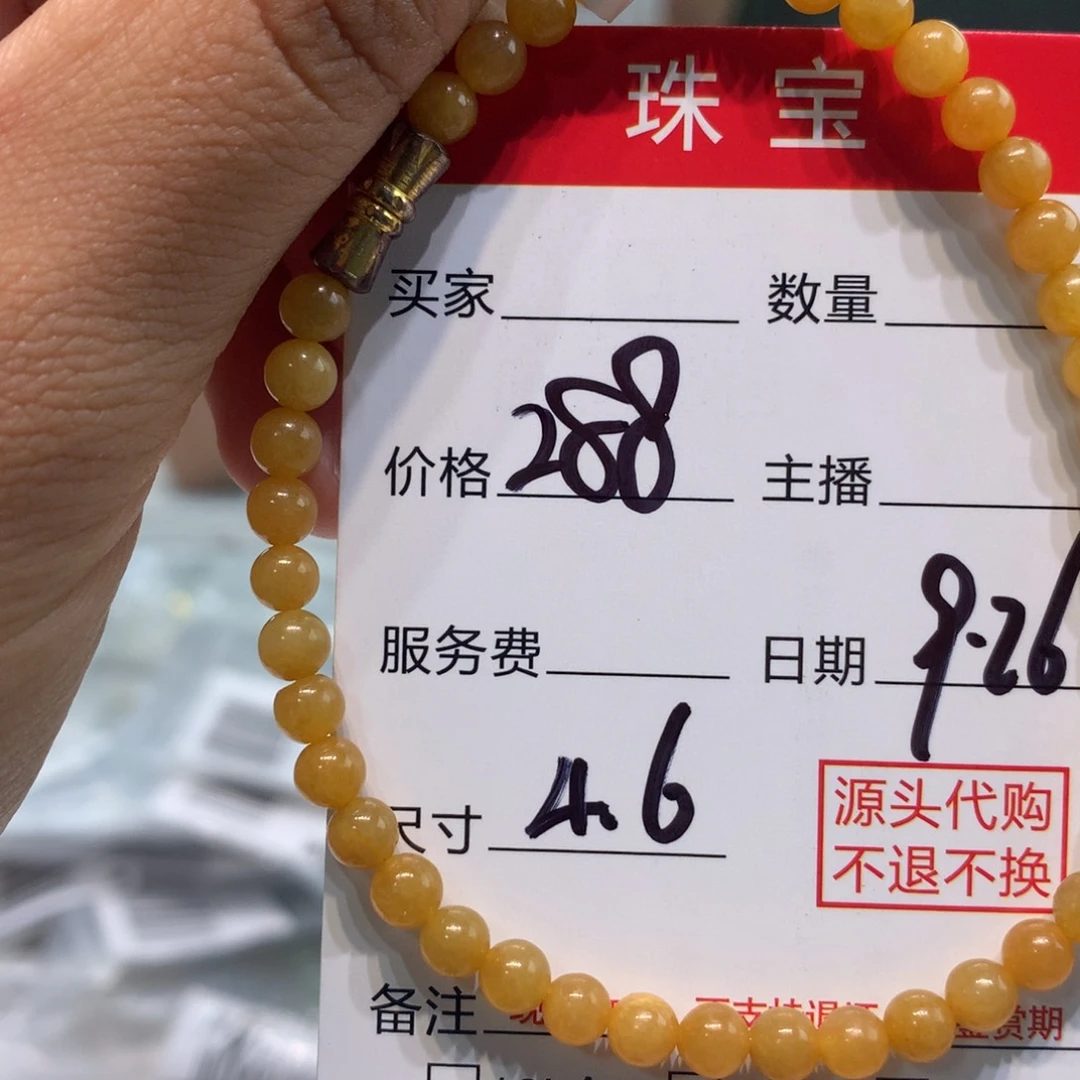 珠宝
买家 数量
价格 288 主播
服务费 日期 9.26
尺寸 4.6
源头代购
不退不换
备注